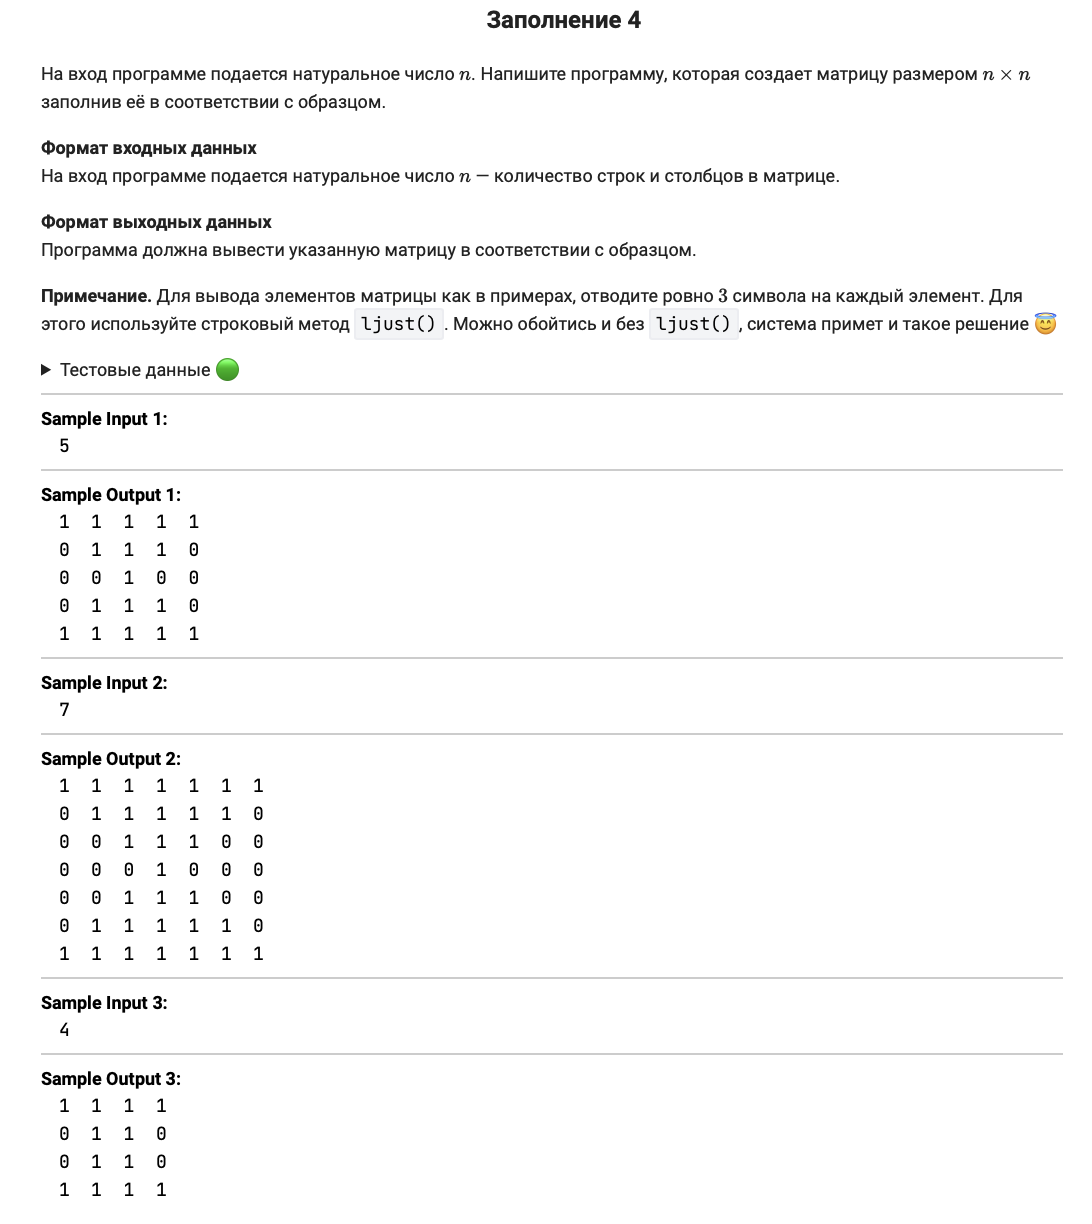 Заполнение 4
На вход программе подается натуральное число n. Напишите программу, которая создает матрицу размером n × n
заполнив её в соответствии с образцом.
Формат входных данных
На вход программе подается натуральное число n — количество строк и столбцов в матрице.
Формат выходных данных
Программа должна вывести указанную матрицу в соответствии с образцом.
Примечание. Для вывода элементов матрицы как в примерах, отводите ровно 3 символа на каждый элемент. Для
этого используйте строковый метод ljust() . Можно обойтись и без ljust() , система примет и такое решение 😇
▶ Тестовые данные 🟢
Sample Input 1:
5
Sample Output 1:
1 1 1 1 1
0 1 1 1 0
0 0 1 0 0
0 1 1 1 0
1 1 1 1 1
Sample Input 2:
7
Sample Output 2:
1 1 1 1 1 1 1
0 1 1 1 1 1 0
0 0 1 1 1 0 0
0 0 0 1 0 0 0
0 0 1 1 1 0 0
0 1 1 1 1 1 0
1 1 1 1 1 1 1
Sample Input 3:
4
Sample Output 3:
1 1 1 1
0 1 1 0
0 1 1 0
1 1 1 1